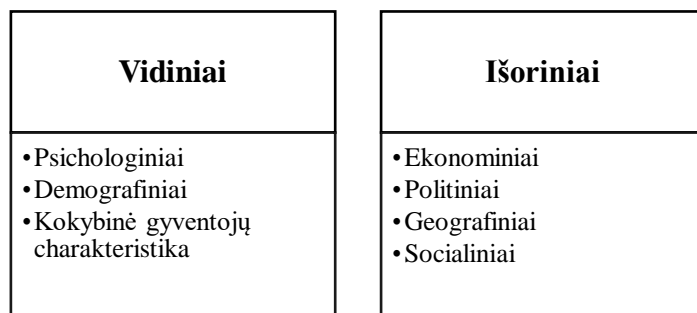 Vidiniai
•Psichologiniai
•Demografiniai
•Kokybinė gyventojų
charakteristika
Išoriniai
•Ekonominiai
•Politiniai
•Geografiniai
•Socialiniai